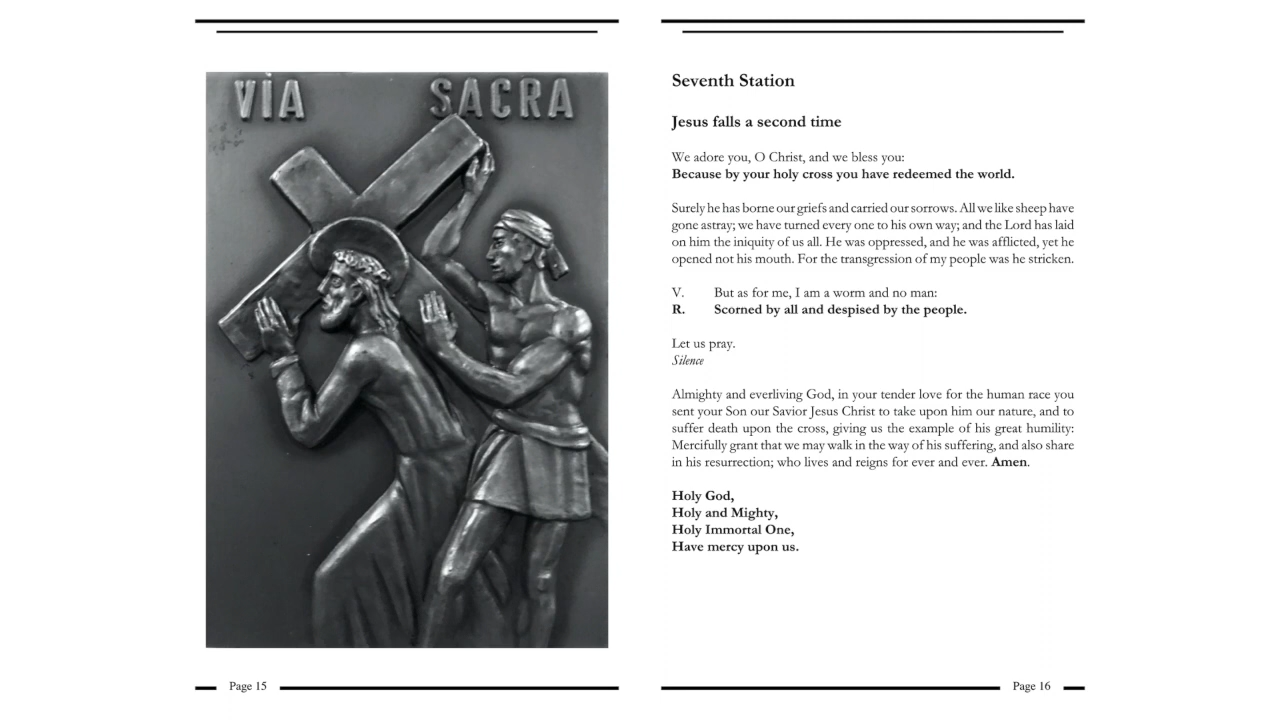 VIA SACRA
Page 15
Seventh Station
Jesus falls a second time
We adore you, O Christ, and we bless you:
Because by your holy cross you have redeemed the world.
Surely he has borne our griefs and carried our sorrows. All we like sheep have
gone astray; we have turned every one to his own way; and the Lord has laid
on him the iniquity of us all. He was oppressed, and he was afflicted, yet he
opened not his mouth. For the transgression of my people was he stricken.
V. But as for me, I am a worm and no man:
R. Scorned by all and despised by the people.
Let us pray.
Silence
Almighty and everliving God, in your tender love for the human race you
sent your Son our Savior Jesus Christ to take upon him our nature, and to
suffer death upon the cross, giving us the example of his great humility:
Mercifully grant that we may walk in the way of his suffering, and also share
in his resurrection; who lives and reigns for ever and ever. Amen.
Holy God,
Holy and Mighty,
Holy Immortal One,
Have mercy upon us.
Page 16